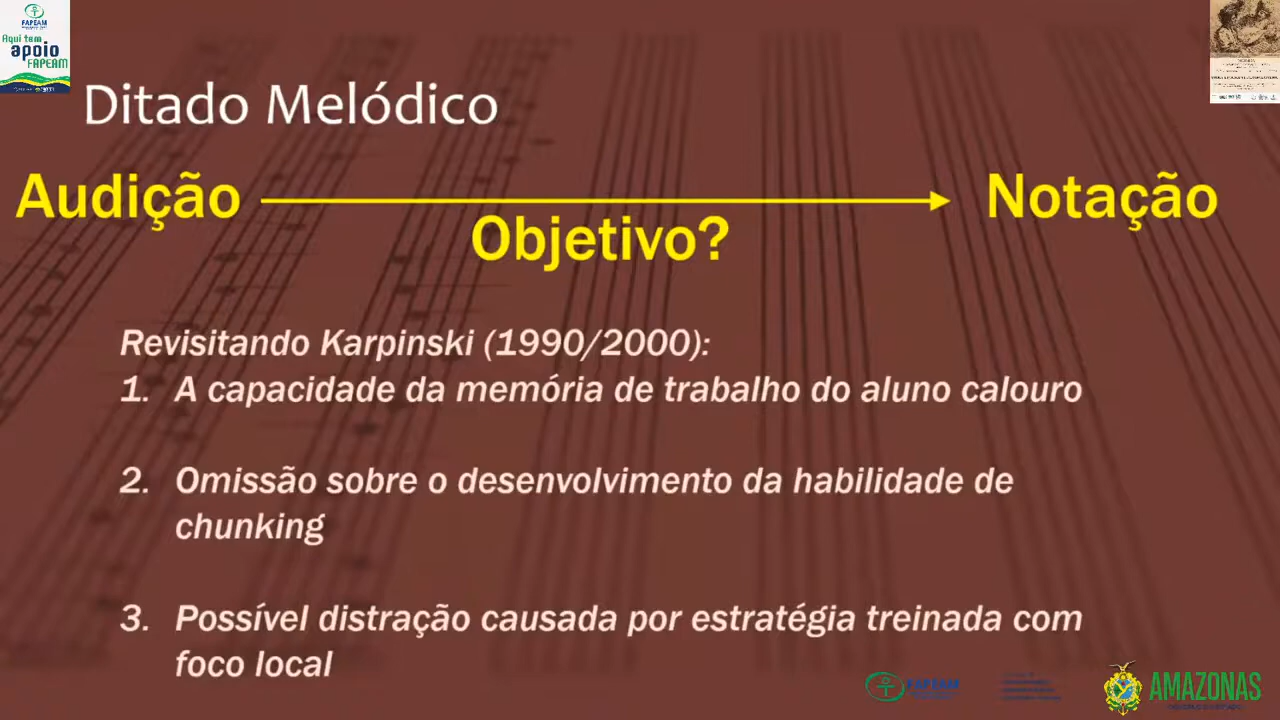 FAPEAM
Aqui tem
apoio
FAPEAM
Ditado Melódico
Audição
Notação
Objetivo?
Revisitando Karpinski (1990/2000):
1. A capacidade da memória de trabalho do aluno calouro
2. Omissão sobre o desenvolvimento da habilidade de
chunking
3. Possível distração causada por estratégia treinada com
foco local
FAPEAM
AMAZONAS